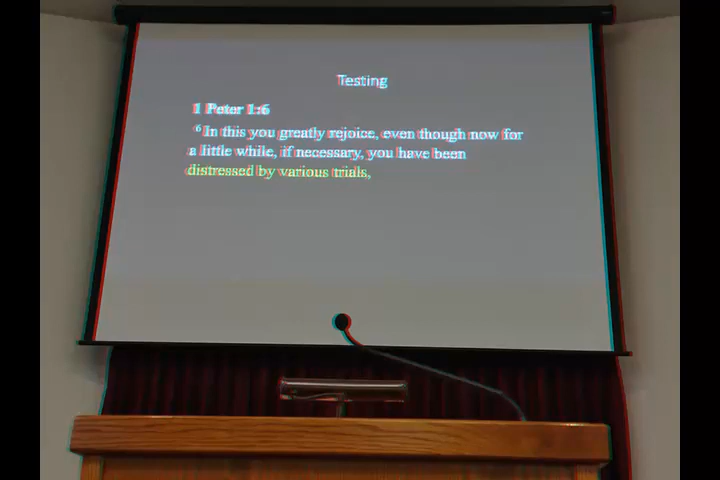 Testing
1 Peter 1:6
6 In this you greatly rejoice, even though now for
a little while, if necessary, you have been
distressed by various trials,